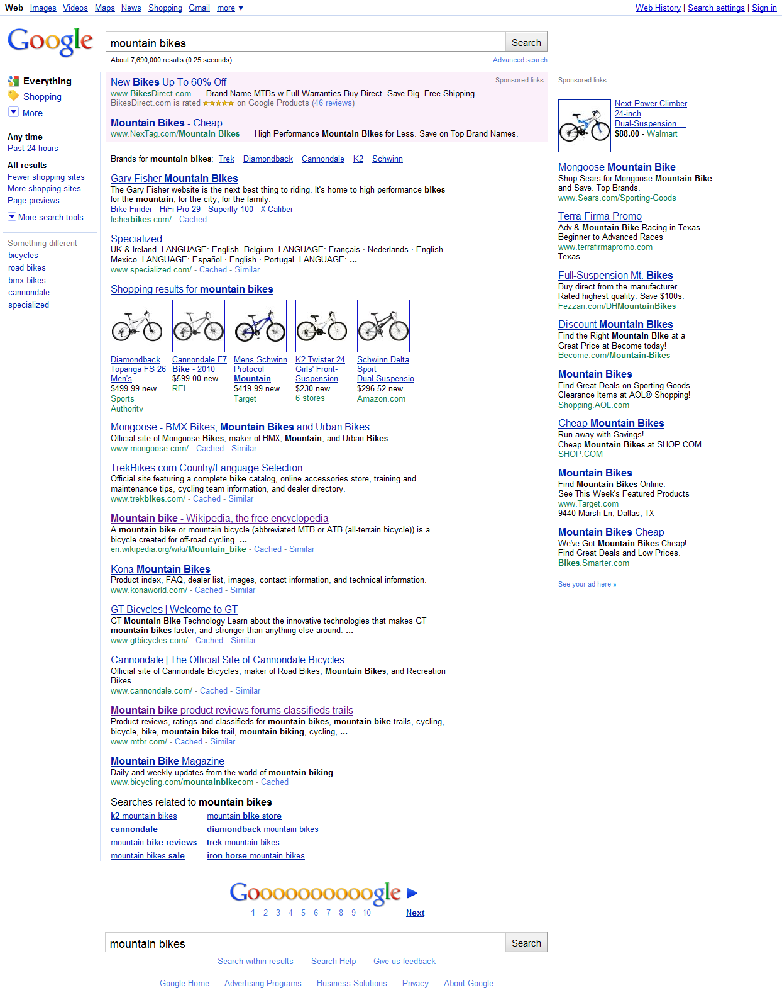 Web Images Videos Maps News Shopping Gmail more ▼
Web History | Search settings | Sign in
Google
mountain bikes
Search
About 7,690,000 results (0.25 seconds)
Advanced search
Everything
Shopping
More
Any time
Past 24 hours
All results
Fewer shopping sites
More shopping sites
Page previews
More search tools
Something different
bicycles
road bikes
bmx bikes
cannondale
specialized
New Bikes Up To 60% Off
Sponsored links
www.BikesDirect.com Brand Name MTBs w Full Warranties Buy Direct. Save Big. Free Shipping
BikesDirect.com is rated ★★★★★ on Google Products (46 reviews)
Mountain Bikes - Cheap
www.NexTag.com/Mountain-Bikes High Performance Mountain Bikes for Less. Save on Top Brand Names.
Brands for mountain bikes: Trek Diamondback Cannondale K2 Schwinn
Gary Fisher Mountain Bikes
The Gary Fisher website is the next best thing to riding. It's home to high performance bikes
for the mountain, for the city, for the family.
Bike Finder - HiFi Pro 29 - Superfly 100 - X-Caliber
fisherbikes.com/ - Cached
Specialized
UK & Ireland. LANGUAGE: English. Belgium. LANGUAGE: Français · Nederlands · English.
Mexico. LANGUAGE: Español · English · Portugal. LANGUAGE: ...
www.specialized.com/ - Cached - Similar
Shopping results for mountain bikes
Diamondback
Topanga FS 26
Men's
$499.99 new
Sports
Authority
Cannondale F7
Bike - 2010
$599.00 new
REI
Mens Schwinn
Protocol
Mountain
$419.99 new
Target
K2 Twister 24
Girls' Front-
Suspension
$230 new
6 stores
Schwinn Delta
Sport
Dual-Suspensio
$296.52 new
Amazon.com
Mongoose - BMX Bikes, Mountain Bikes and Urban Bikes
Official site of Mongoose Bikes, maker of BMX, Mountain, and Urban Bikes.
www.mongoose.com/ - Cached - Similar
TrekBikes.com Country/Language Selection
Official site featuring a complete bike catalog, online accessories store, training and
maintenance tips, cycling team information, and dealer directory.
www.trekbikes.com/ - Cached - Similar
Mountain bike - Wikipedia, the free encyclopedia
A mountain bike or mountain bicycle (abbreviated MTB or ATB (all-terrain bicycle)) is a
bicycle created for off-road cycling. ...
en.wikipedia.org/wiki/Mountain_bike - Cached - Similar
Kona Mountain Bikes
Product index, FAQ, dealer list, images, contact information, and technical information.
www.konaworld.com/ - Cached - Similar
GT Bicycles | Welcome to GT
GT Mountain Bike Technology Learn about the innovative technologies that makes GT
mountain bikes faster, and stronger than anything else around. ...
www.gtbicycles.com/ - Cached - Similar
Cannondale | The Official Site of Cannondale Bicycles
Official site of Cannondale Bicycles, maker of Road Bikes, Mountain Bikes, and Recreation
Bikes.
www.cannondale.com/ - Cached - Similar
Mountain bike product reviews forums classifieds trails
Product reviews, ratings and classifieds for mountain bikes, mountain bike trails, cycling,
bicycle, bike, mountain bike trail, mountain biking, cycling, ...
www.mtbr.com/ - Cached - Similar
Mountain Bike Magazine
Daily and weekly updates from the world of mountain biking.
www.bicycling.com/mountainbikecom - Cached
Searches related to mountain bikes
k2 mountain bikes
mountain bike store
cannondale
diamondback mountain bikes
mountain bike reviews
trek mountain bikes
mountain bikes sale
iron horse mountain bikes
Sponsored links
Next Power Climber
24-inch
Dual-Suspension ...
$88.00 - Walmart
Mongoose Mountain Bike
Shop Sears for Mongoose Mountain Bike
and Save. Top Brands.
www.Sears.com/Sporting-Goods
Terra Firma Promo
Adv & Mountain Bike Racing in Texas
Beginner to Advanced Races
www.terrafirmapromo.com
Texas
Full-Suspension Mt. Bikes
Buy direct from the manufacturer.
Rated highest quality. Save $100s.
Fezzari.com/DHMountainBikes
Discount Mountain Bikes
Find the Right Mountain Bike at a
Great Price at Become today!
Become.com/Mountain-Bikes
Mountain Bikes
Find Great Deals on Sporting Goods
Clearance Items at AOL® Shopping!
Shopping.AOL.com
Cheap Mountain Bikes
Run away with Savings!
Cheap Mountain Bikes at SHOP.COM
SHOP.COM
Mountain Bikes
Find Mountain Bikes Online.
See This Week's Featured Products
www.Target.com
9440 Marsh Ln, Dallas, TX
Mountain Bikes Cheap
We've Got Mountain Bikes Cheap!
Find Great Deals and Low Prices.
Bikes.Smarter.com
See your ad here »
Goooooooooogle
1 2 3 4 5 6 7 8 9 10 Next
mountain bikes
Search
Search within results Search Help Give us feedback
Google Home Advertising Programs Business Solutions Privacy About Google